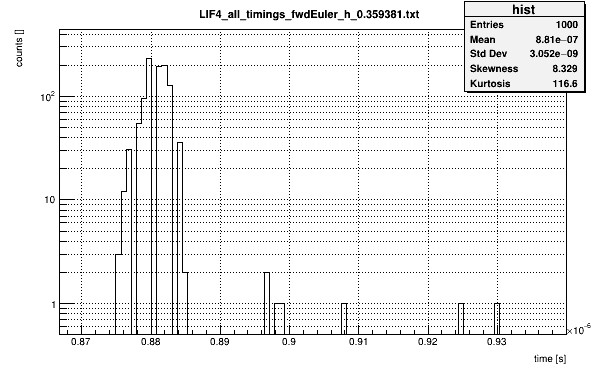 LIF4_all_timings_fwdEuler_h_0.359381.txt
hist
Entries 1000
Mean 8.81e−07
Std Dev 3.052e−09
Skewness 8.329
Kurtosis 116.6
counts []
10²
10
1
0.87 0.88 0.89 0.9 0.91 0.92 0.93
×10⁻⁶
time [s]